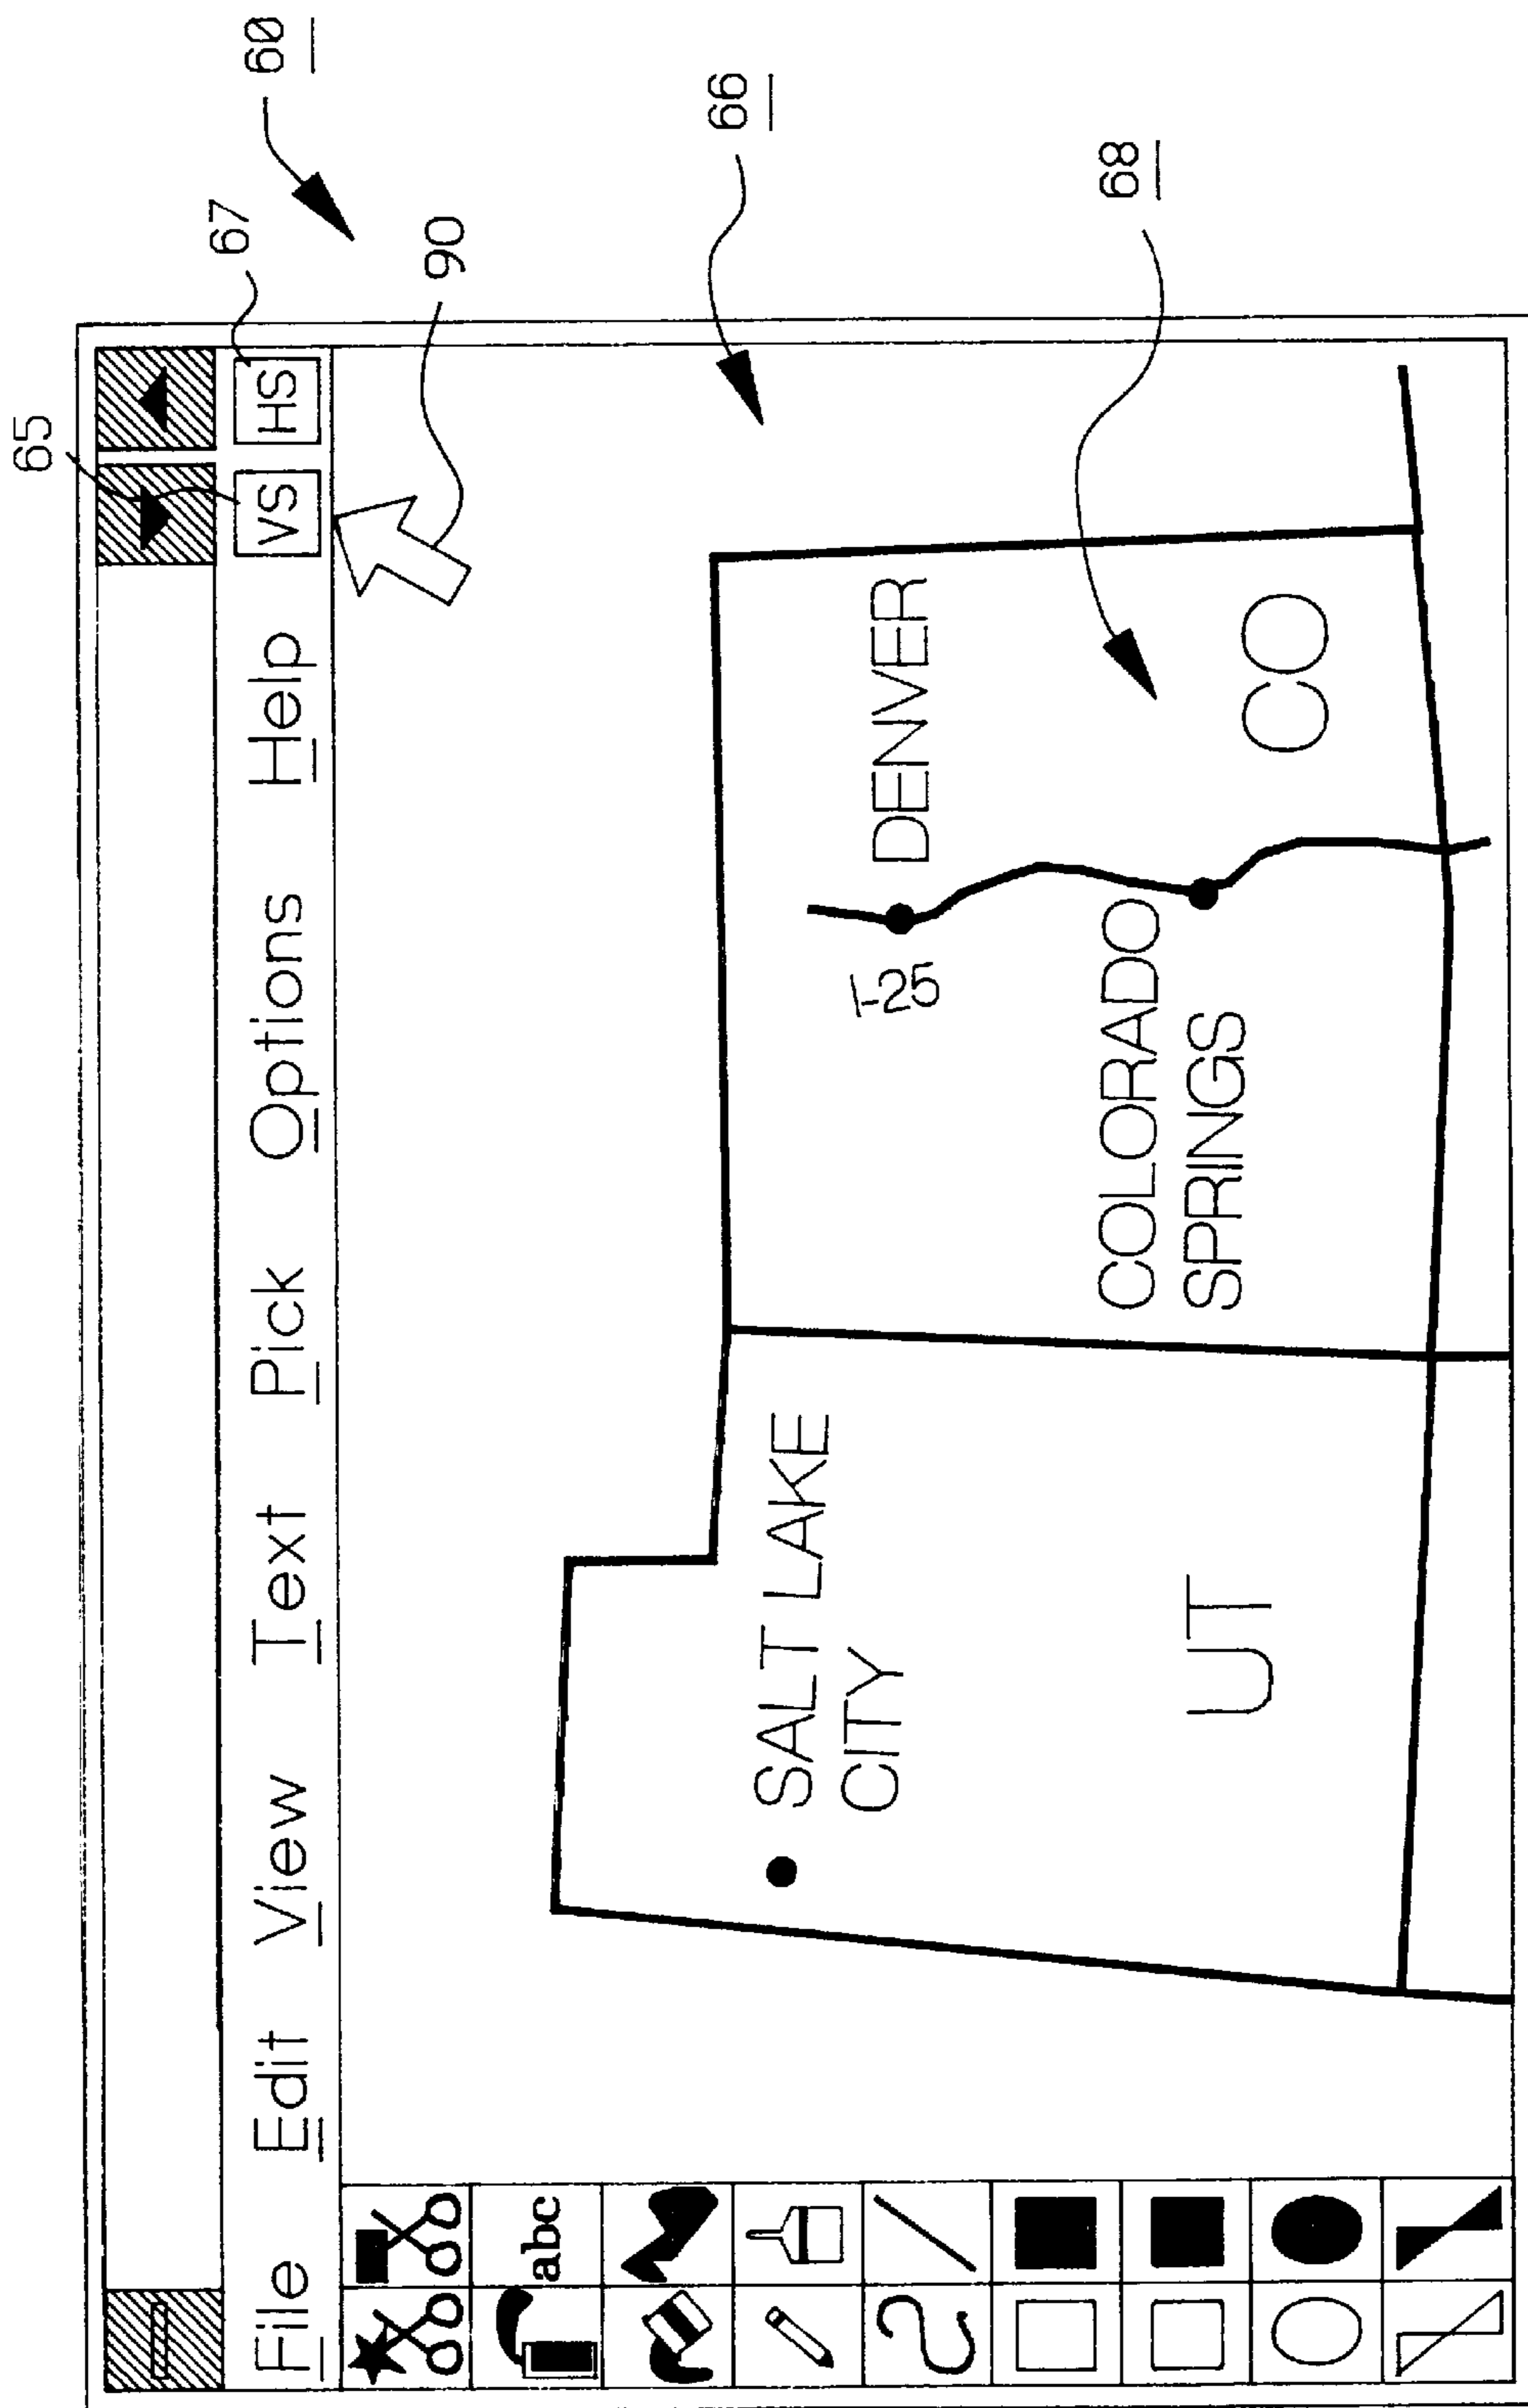 65
67
60
File Edit View Text Pick Options Help VS HS
90
abc
66
SALT LAKE
CITY
DENVER
I-25
68
COLORADO
SPRINGS
UT
CO